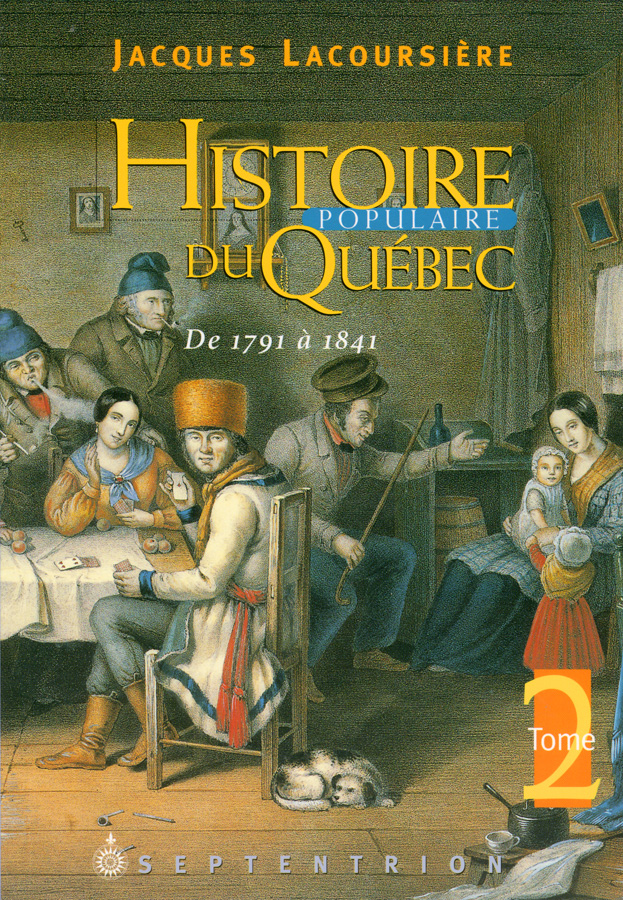 JACQUES LACOURSIÈRE
HISTOIRE
POPULAIRE
DU QUÉBEC
De 1791 à 1841
Tome
2
SEPTENTRION